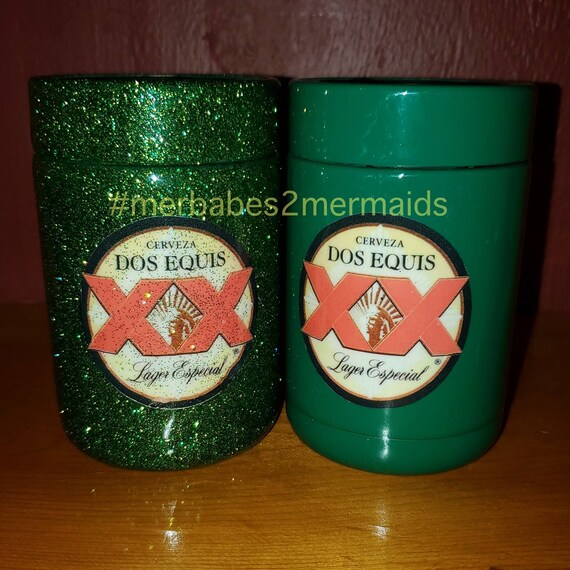 #merbabes2mermaids
CERVEZA
DOS EQUIS
XX
Lager Especial
®
CERVEZA
DOS EQUIS
XX
Lager Especial
®